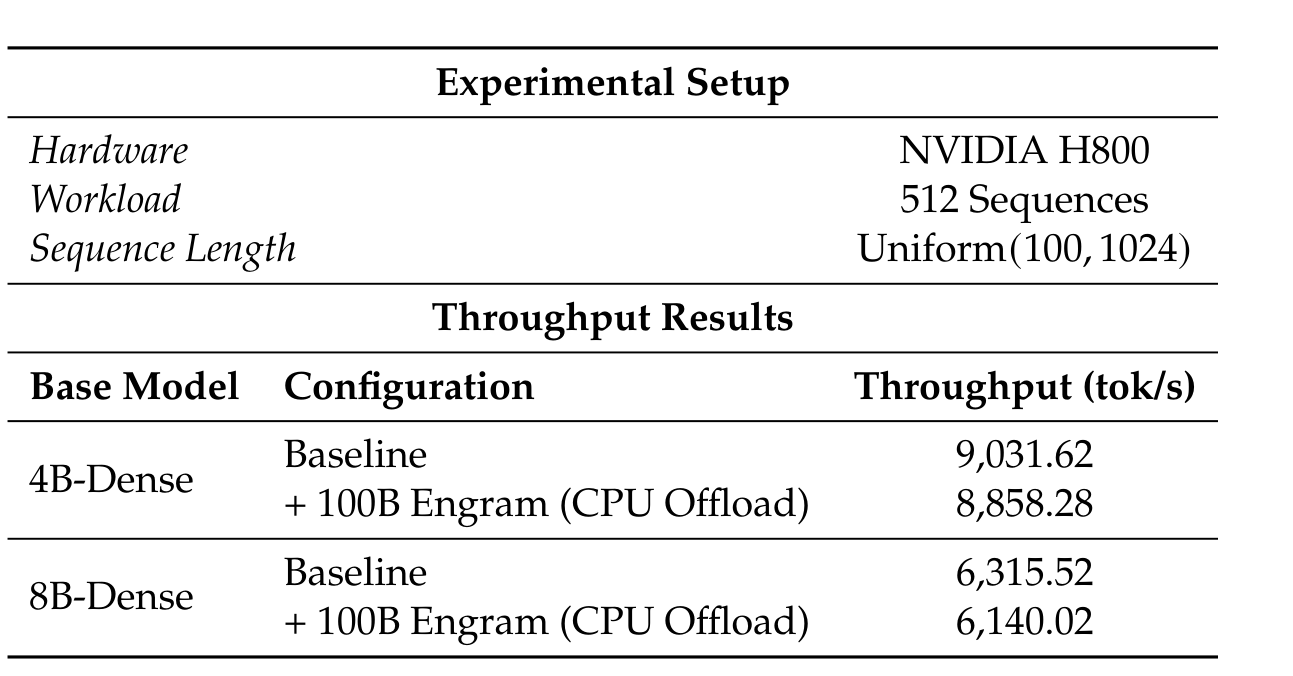 Experimental Setup
Hardware NVIDIA H800
Workload 512 Sequences
Sequence Length Uniform(100, 1024)
Throughput Results
Base Model Configuration Throughput (tok/s)
4B-Dense
Baseline 9,031.62
+ 100B Engram (CPU Offload) 8,858.28
8B-Dense
Baseline 6,315.52
+ 100B Engram (CPU Offload) 6,140.02